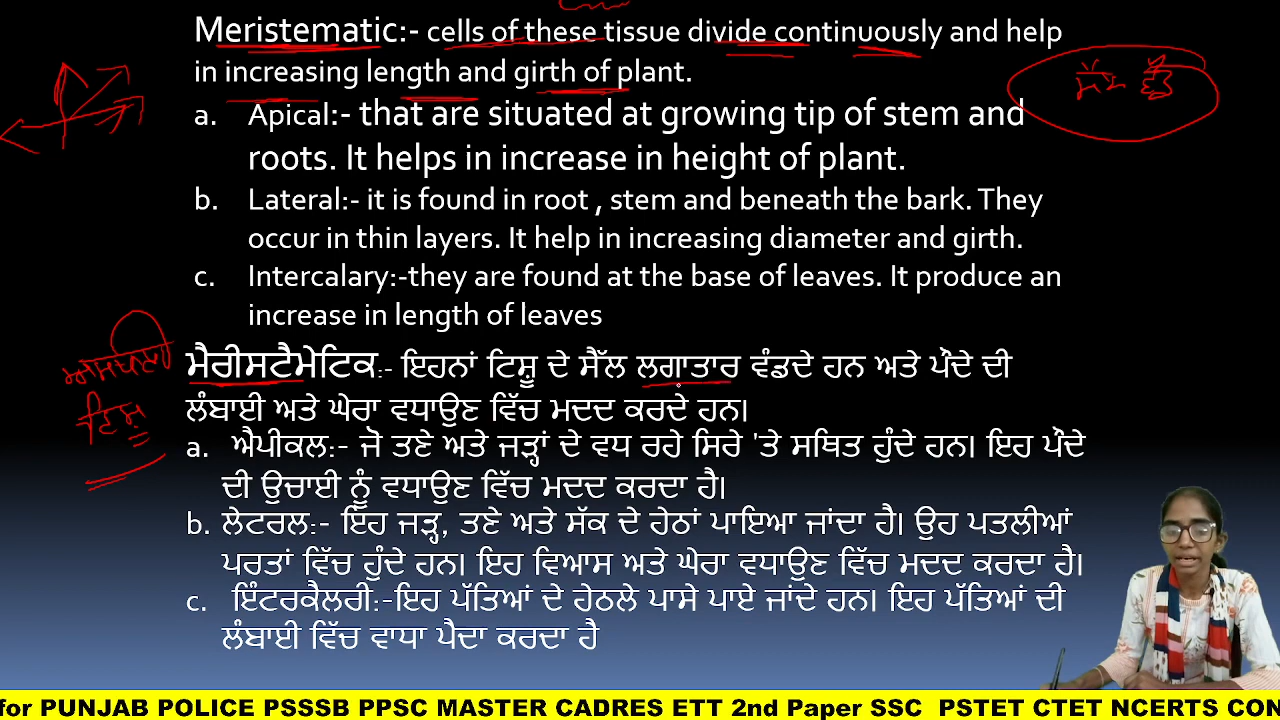 Meristematic:- cells of these tissue divide continuously and help
in increasing length and girth of plant.
a. Apical:- that are situated at growing tip of stem and
roots. It helps in increase in height of plant.
b. Lateral:- it is found in root , stem and beneath the bark. They
occur in thin layers. It help in increasing diameter and girth.
c. Intercalary:-they are found at the base of leaves. It produce an
increase in length of leaves
ਮੈਰੀਸਟੈਮੇਟਿਕ:- ਇਹਨਾਂ ਟਿਸ਼ੂ ਦੇ ਸੈੱਲ ਲਗਾਤਾਰ ਵੰਡਦੇ ਹਨ ਅਤੇ ਪੌਦੇ ਦੀ
ਲੰਬਾਈ ਅਤੇ ਘੇਰਾ ਵਧਾਉਣ ਵਿੱਚ ਮਦਦ ਕਰਦੇ ਹਨ।
a. ਐਪੀਕਲ:- ਜੋ ਤਣੇ ਅਤੇ ਜੜ੍ਹਾਂ ਦੇ ਵਧ ਰਹੇ ਸਿਰੇ 'ਤੇ ਸਥਿਤ ਹੁੰਦੇ ਹਨ। ਇਹ ਪੌਦੇ
ਦੀ ਉਚਾਈ ਨੂੰ ਵਧਾਉਣ ਵਿੱਚ ਮਦਦ ਕਰਦਾ ਹੈ।
b. ਲੇਟਰਲ:- ਇਹ ਜੜ੍ਹ, ਤਣੇ ਅਤੇ ਸੱਕ ਦੇ ਹੇਠਾਂ ਪਾਇਆ ਜਾਂਦਾ ਹੈ। ਉਹ ਪਤਲੀਆਂ
ਪਰਤਾਂ ਵਿੱਚ ਹੁੰਦੇ ਹਨ। ਇਹ ਵਿਆਸ ਅਤੇ ਘੇਰਾ ਵਧਾਉਣ ਵਿੱਚ ਮਦਦ ਕਰਦਾ ਹੈ।
c. ਇੰਟਰਕੈਲਰੀ:-ਇਹ ਪੱਤਿਆਂ ਦੇ ਹੇਠਲੇ ਪਾਸੇ ਪਾਏ ਜਾਂਦੇ ਹਨ। ਇਹ ਪੱਤਿਆਂ ਦੀ
ਲੰਬਾਈ ਵਿੱਚ ਵਾਧਾ ਪੈਦਾ ਕਰਦਾ ਹੈ
for PUNJAB POLICE PSSSB PPSC MASTER CADRES ETT 2nd Paper SSC PSTET CTET NCERTS CON